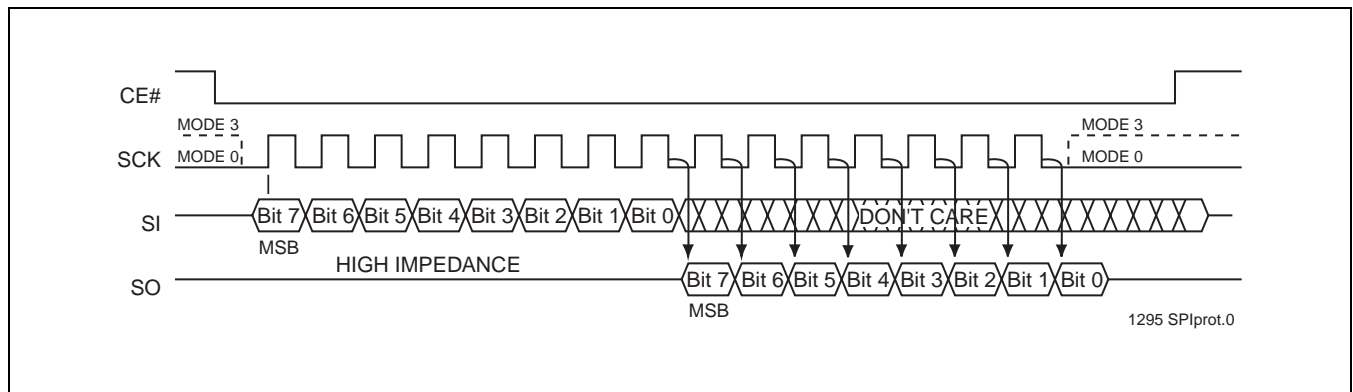 CE#
MODE 3
MODE 3
SCK
MODE 0
MODE 0
SI
Bit 7 Bit 6 Bit 5 Bit 4 Bit 3 Bit 2 Bit 1 Bit 0
DON'T CARE
MSB
HIGH IMPEDANCE
SO
Bit 7 Bit 6 Bit 5 Bit 4 Bit 3 Bit 2 Bit 1 Bit 0
MSB
1295 SPIprot.0